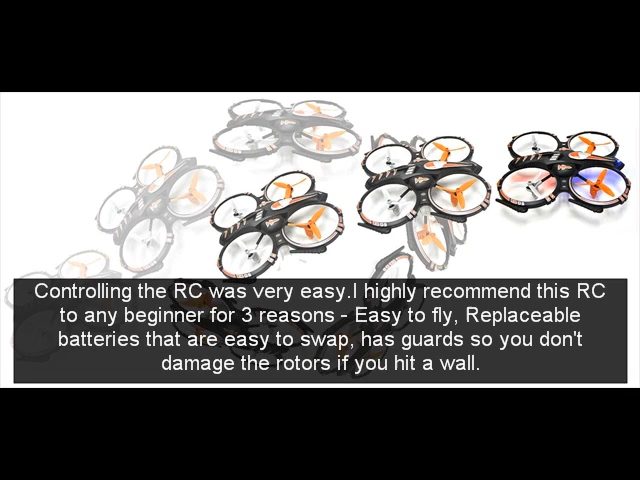 Controlling the RC was very easy.I highly recommend this RC
to any beginner for 3 reasons - Easy to fly, Replaceable
batteries that are easy to swap, has guards so you don't
damage the rotors if you hit a wall.